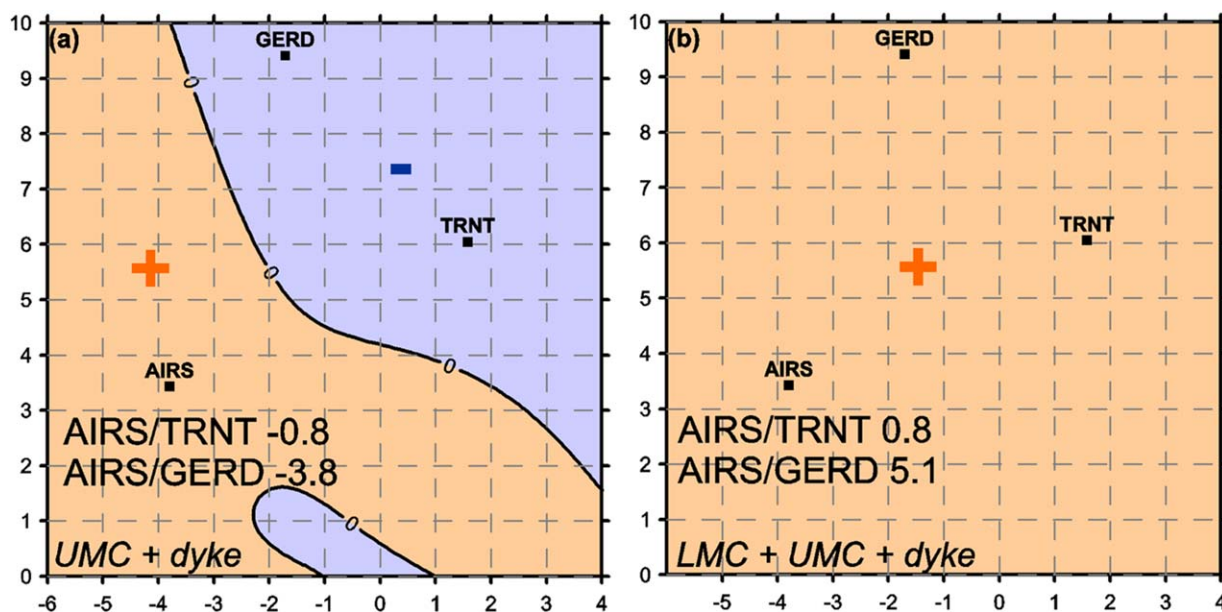 (a)
GERD
TRNT
AIRS
AIRS/TRNT -0.8
AIRS/GERD -3.8
UMC + dyke
0
0
0
0
10
9
8
7
6
5
4
3
2
1
0
-6 -5 -4 -3 -2 -1 0 1 2 3 4
(b)
GERD
TRNT
AIRS
AIRS/TRNT 0.8
AIRS/GERD 5.1
LMC + UMC + dyke
10
9
8
7
6
5
4
3
2
1
0
-5 -4 -3 -2 -1 0 1 2 3 4